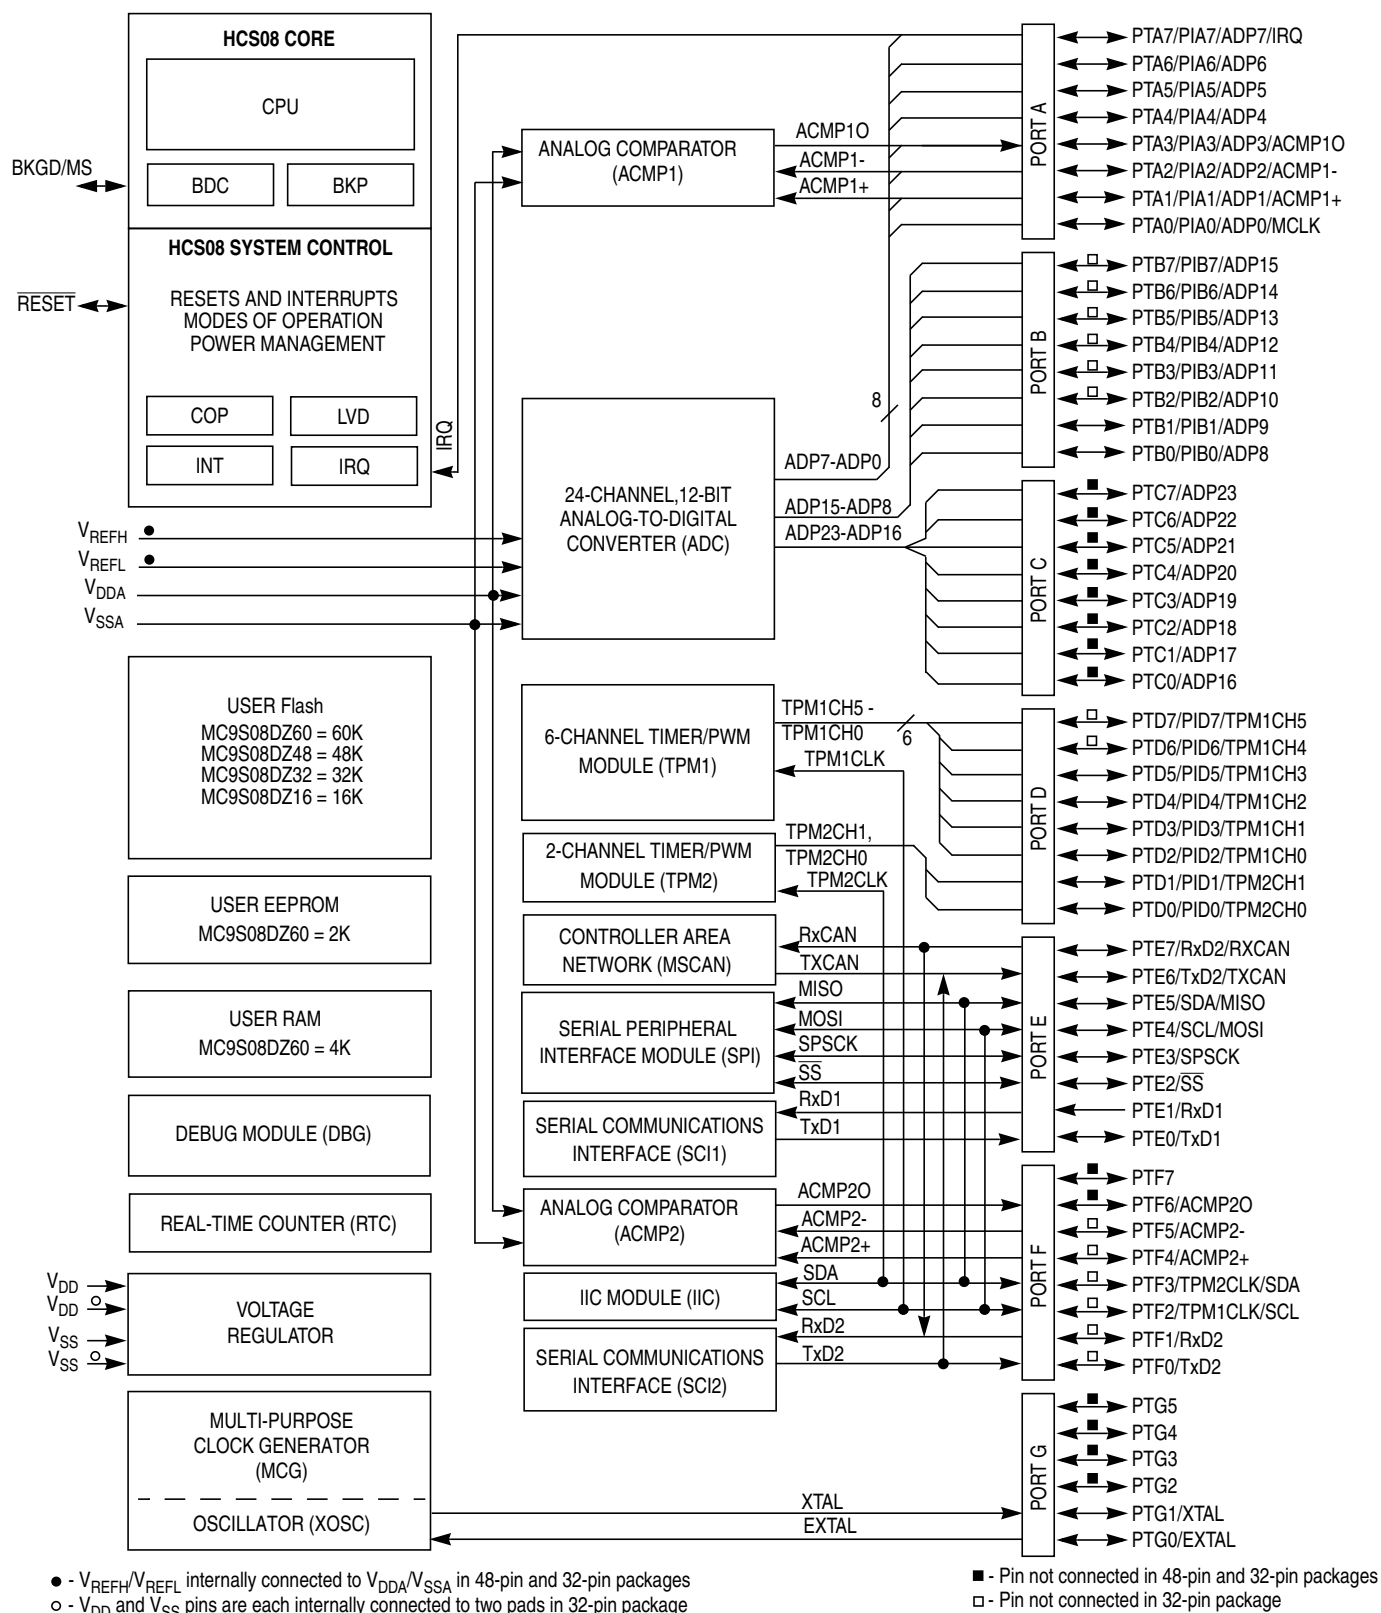 HCS08 CORE
CPU
BDC
BKP
BKGD/MS
HCS08 SYSTEM CONTROL
RESETS AND INTERRUPTS
MODES OF OPERATION
POWER MANAGEMENT
RESET
COP
LVD
INT
IRQ
IRQ
VREFH
VREFL
VDDA
VSSA
USER Flash
MC9S08DZ60 = 60K
MC9S08DZ48 = 48K
MC9S08DZ32 = 32K
MC9S08DZ16 = 16K
USER EEPROM
MC9S08DZ60 = 2K
USER RAM
MC9S08DZ60 = 4K
DEBUG MODULE (DBG)
REAL-TIME COUNTER (RTC)
VDD
VDD
VSS
VSS
VOLTAGE
REGULATOR
MULTI-PURPOSE
CLOCK GENERATOR
(MCG)
OSCILLATOR (XOSC)
ANALOG COMPARATOR
(ACMP1)
ACMP1O
ACMP1-
ACMP1+
24-CHANNEL,12-BIT
ANALOG-TO-DIGITAL
CONVERTER (ADC)
8
ADP7-ADP0
ADP15-ADP8
ADP23-ADP16
6-CHANNEL TIMER/PWM
MODULE (TPM1)
TPM1CH5 -
TPM1CH0
6
TPM1CLK
2-CHANNEL TIMER/PWM
MODULE (TPM2)
TPM2CH1,
TPM2CH0
TPM2CLK
CONTROLLER AREA
NETWORK (MSCAN)
RxCAN
TXCAN
SERIAL PERIPHERAL
INTERFACE MODULE (SPI)
MISO
MOSI
SPSCK
SS
SERIAL COMMUNICATIONS
INTERFACE (SCI1)
RxD1
TxD1
ANALOG COMPARATOR
(ACMP2)
ACMP2O
ACMP2-
ACMP2+
IIC MODULE (IIC)
SDA
SCL
SERIAL COMMUNICATIONS
INTERFACE (SCI2)
RxD2
TxD2
XTAL
EXTAL
PORT A
PTA7/PIA7/ADP7/IRQ
PTA6/PIA6/ADP6
PTA5/PIA5/ADP5
PTA4/PIA4/ADP4
PTA3/PIA3/ADP3/ACMP1O
PTA2/PIA2/ADP2/ACMP1-
PTA1/PIA1/ADP1/ACMP1+
PTA0/PIA0/ADP0/MCLK
PORT B
PTB7/PIB7/ADP15
PTB6/PIB6/ADP14
PTB5/PIB5/ADP13
PTB4/PIB4/ADP12
PTB3/PIB3/ADP11
PTB2/PIB2/ADP10
PTB1/PIB1/ADP9
PTB0/PIB0/ADP8
PORT C
PTC7/ADP23
PTC6/ADP22
PTC5/ADP21
PTC4/ADP20
PTC3/ADP19
PTC2/ADP18
PTC1/ADP17
PTC0/ADP16
PORT D
PTD7/PID7/TPM1CH5
PTD6/PID6/TPM1CH4
PTD5/PID5/TPM1CH3
PTD4/PID4/TPM1CH2
PTD3/PID3/TPM1CH1
PTD2/PID2/TPM1CH0
PTD1/PID1/TPM2CH1
PTD0/PID0/TPM2CH0
PORT E
PTE7/RxD2/RXCAN
PTE6/TxD2/TXCAN
PTE5/SDA/MISO
PTE4/SCL/MOSI
PTE3/SPSCK
PTE2/SS
PTE1/RxD1
PTE0/TxD1
PORT F
PTF7
PTF6/ACMP2O
PTF5/ACMP2-
PTF4/ACMP2+
PTF3/TPM2CLK/SDA
PTF2/TPM1CLK/SCL
PTF1/RxD2
PTF0/TxD2
PORT G
PTG5
PTG4
PTG3
PTG2
PTG1/XTAL
PTG0/EXTAL
● - VREFH/VREFL internally connected to VDDA/VSSA in 48-pin and 32-pin packages
○ - VDD and VSS pins are each internally connected to two pads in 32-pin package
■ - Pin not connected in 48-pin and 32-pin packages
□ - Pin not connected in 32-pin package